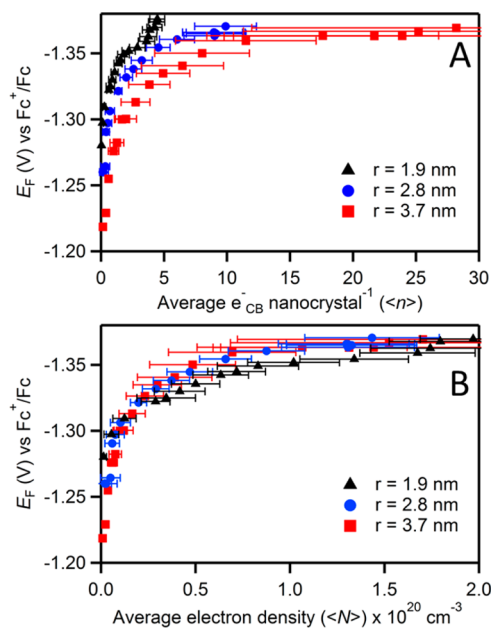 A
-1.35
-1.30
-1.25
-1.20
E_F (V) vs Fc⁺/Fc
r = 1.9 nm
r = 2.8 nm
r = 3.7 nm
0 5 10 15 20 25 30
Average e⁻_CB nanocrystal⁻¹ (<n>)
B
-1.35
-1.30
-1.25
-1.20
E_F (V) vs Fc⁺/Fc
r = 1.9 nm
r = 2.8 nm
r = 3.7 nm
0.0 0.5 1.0 1.5 2.0
Average electron density (<N>) x 10²⁰ cm⁻³